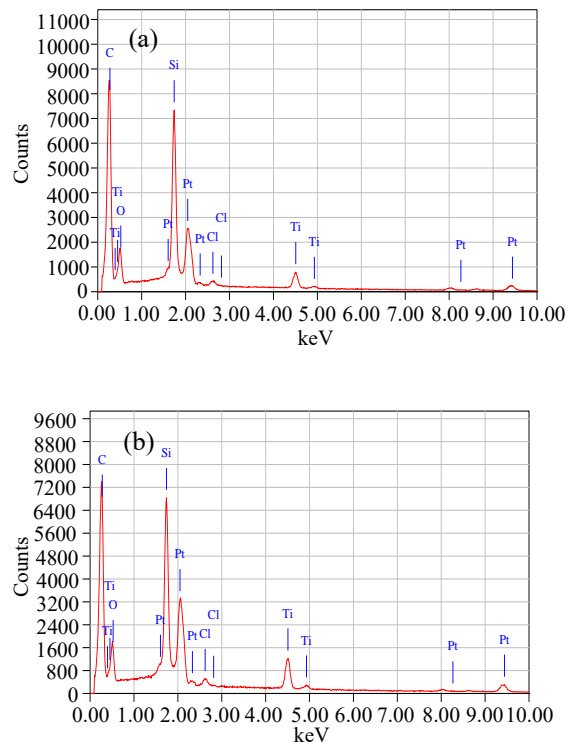 (a)
11000
10000
9000
8000
7000
6000
5000
4000
3000
2000
1000
0
Counts
C
Ti
O
Ti
Pt
Si
Pt
Pt
Cl
Cl
Ti
Ti
Pt
Pt
0.00 1.00 2.00 3.00 4.00 5.00 6.00 7.00 8.00 9.00 10.00
keV
(b)
9600
8800
8000
7200
6400
5600
4800
4000
3200
2400
1600
800
0
Counts
C
Ti
O
Ti
Pt
Si
Pt
Pt
Cl
Cl
Ti
Ti
Pt
Pt
0.00 1.00 2.00 3.00 4.00 5.00 6.00 7.00 8.00 9.00 10.00
keV